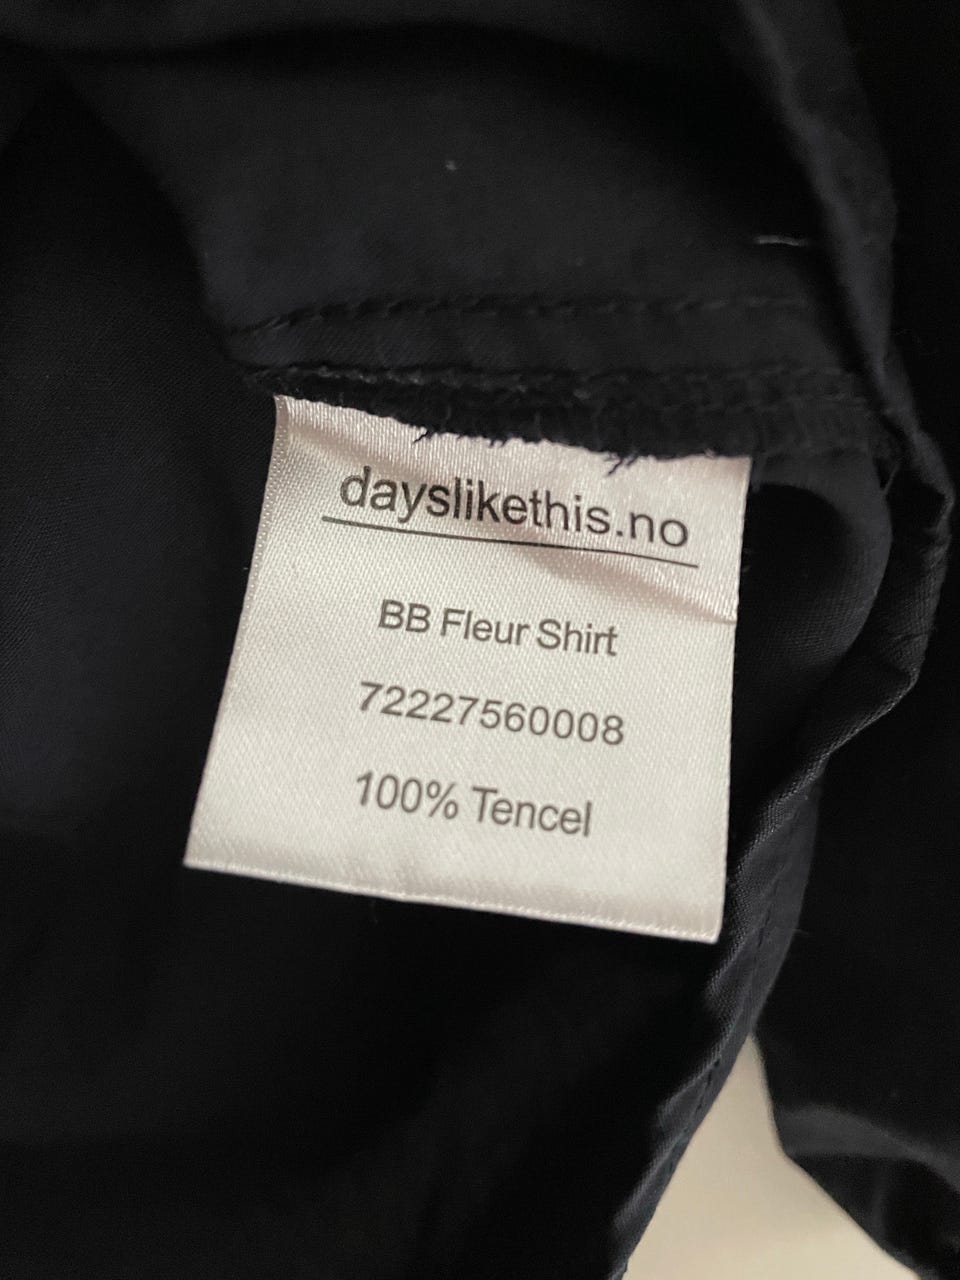 dayslikethis.no
BB Fleur Shirt
72227560008
100% Tencel